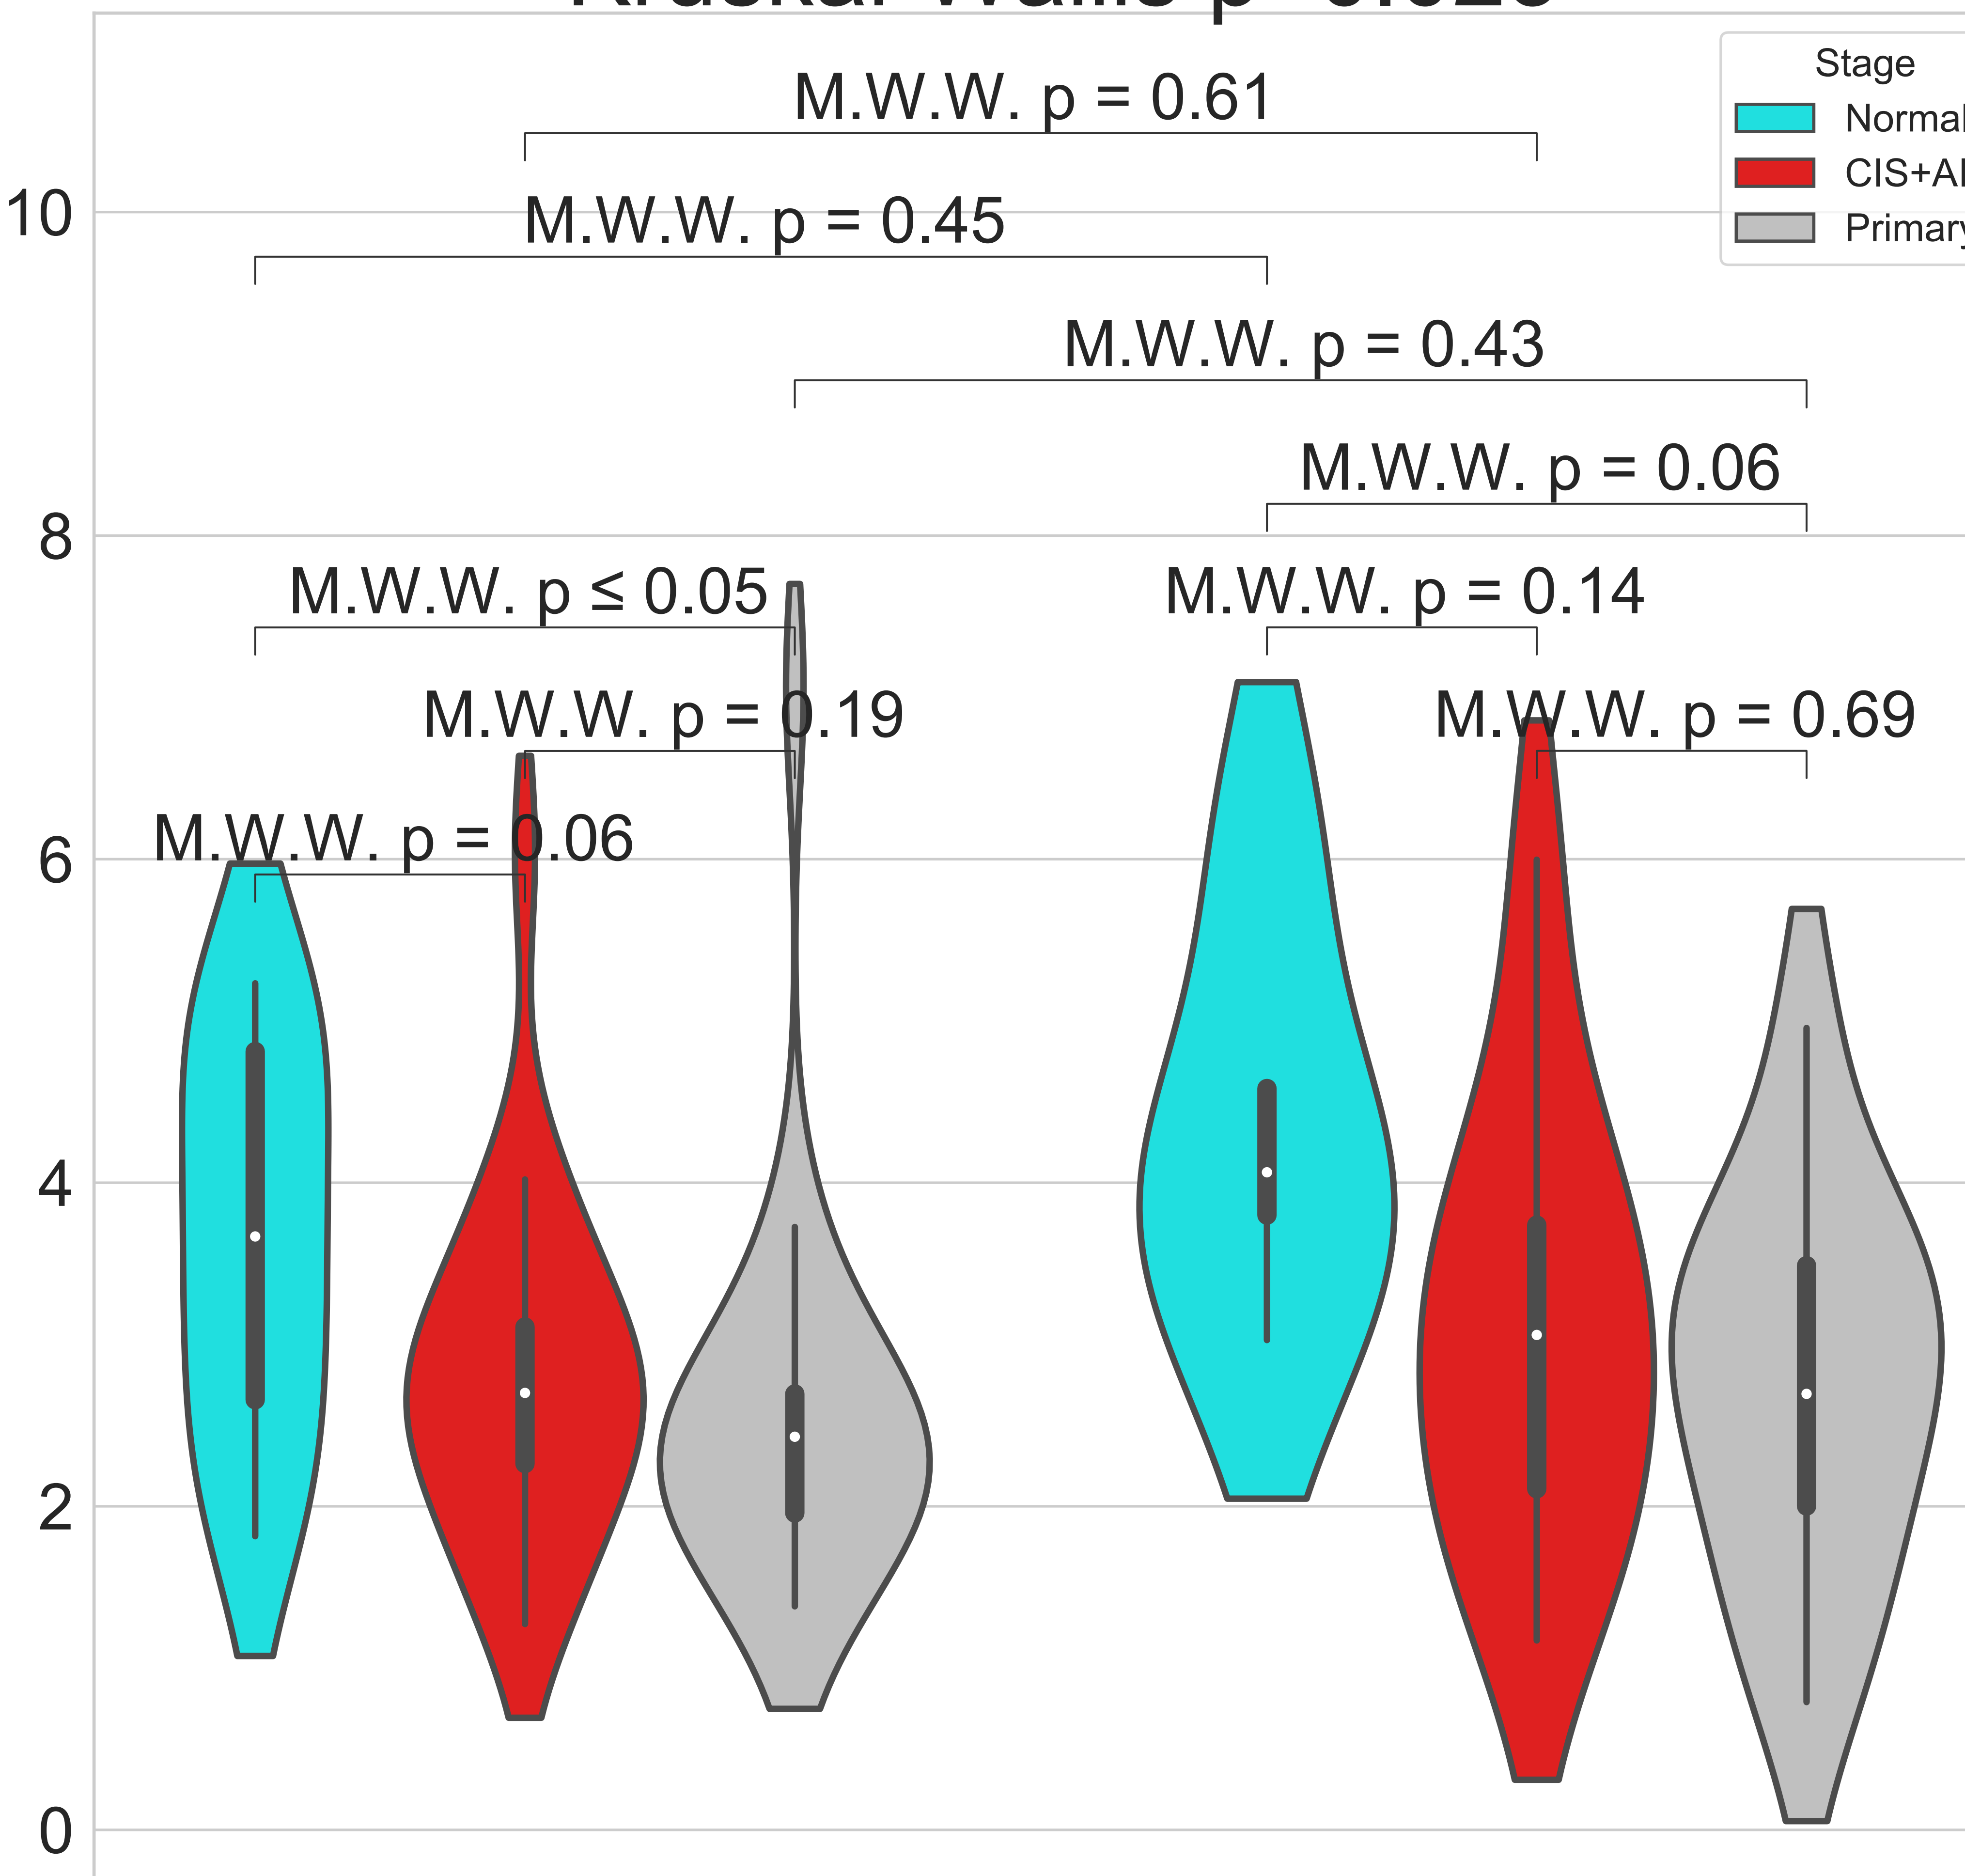 M.W.W. p = 0.61
Stage
Normal
Primary
10
M.W.W. p = 0.45
M.W.W. p = 0.43
M.W.W. p = 0.06
8
M.W.W. p ≤ 0.05
M.W.W. p = 0.14
M.W.W. p = 0.19
M.W.W. p = 0.69
M.W.W. p = 0.06
6
4
2
0